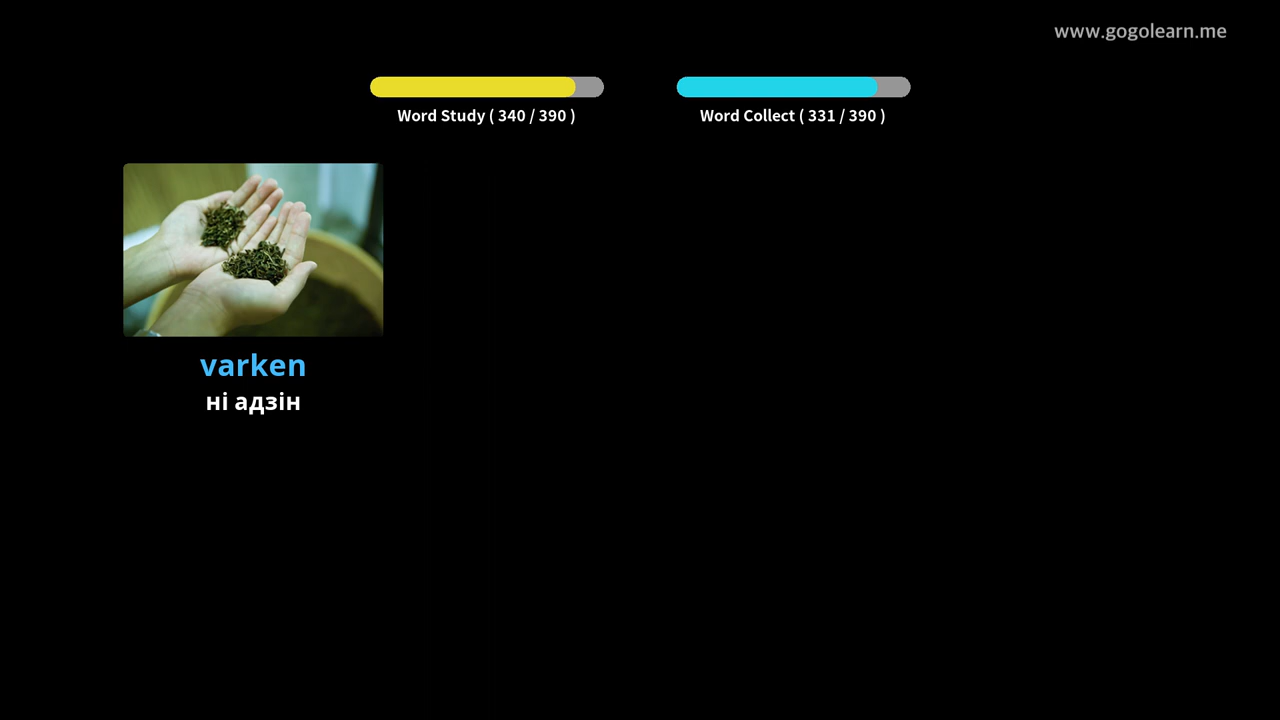 www.gogolearn.me
Word Study ( 340 / 390 )
Word Collect ( 331 / 390 )
varken
ні адзін